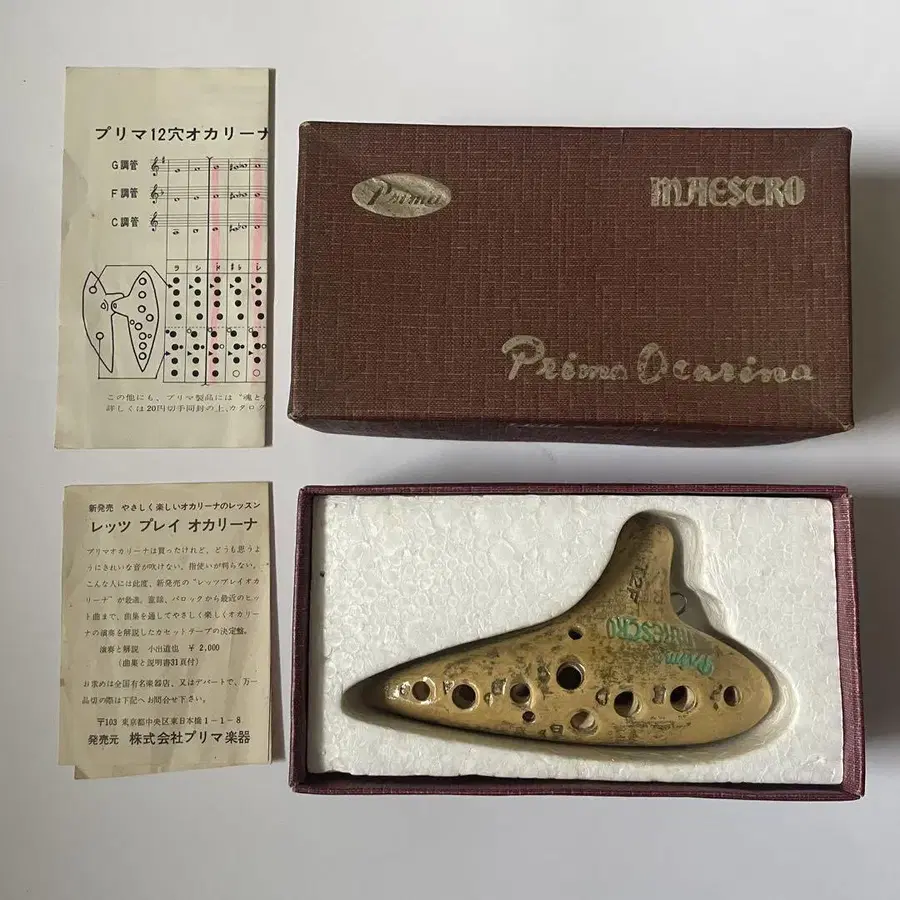 プリマ12穴オカリーナ
G調管
F調管
C調管
ラ シ ド レ
この他にも、プリマ製品には“魂と
詳しくは20円切手同封の上、カタログ
Prima
MAESTRO
Prima Ocarina
新発売 やさしく楽しいオカリーナのレッスン
レッツ プレイ オカリーナ
プリマオカリーナは買ったけれど、どうも思うよ
うにきれいな音が吹けない、指使いが判らない。
こんな人には此度、新発売の“レッツプレイオカ
リーナ”が最適。童謡、バロックから最近のヒッ
ト曲まで、曲集を通してやさしく楽しくオカリー
ナの演奏を解説したカセットテープの決定盤。
演奏と解説 小出道也 ¥2,000
(曲集と説明書31頁付)
お求めは全国有名楽器店、又はデパートで、万一
品切の際は下記へお問合せ下さい。
〒103 東京都中央区東日本橋1-1-8
発売元 株式会社プリマ楽器
MAESTRO
Prima